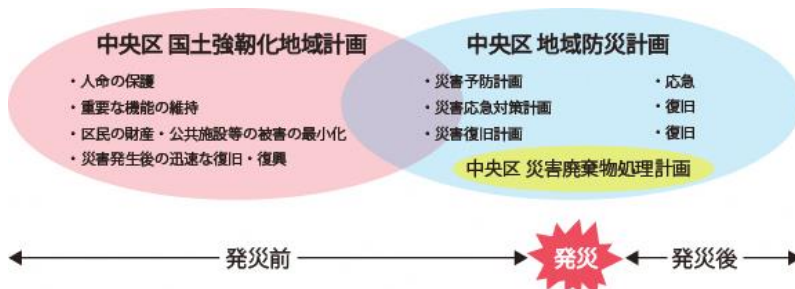 中央区 国土強靭化地域計画
・人命の保護
・重要な機能の維持
・区民の財産・公共施設等の被害の最小化
・災害発生後の迅速な復旧・復興
中央区 地域防災計画
・災害予防計画
・災害応急対策計画
・災害復旧計画
・応急
・復旧
・復旧
中央区 災害廃棄物処理計画
発災前
発災
発災後